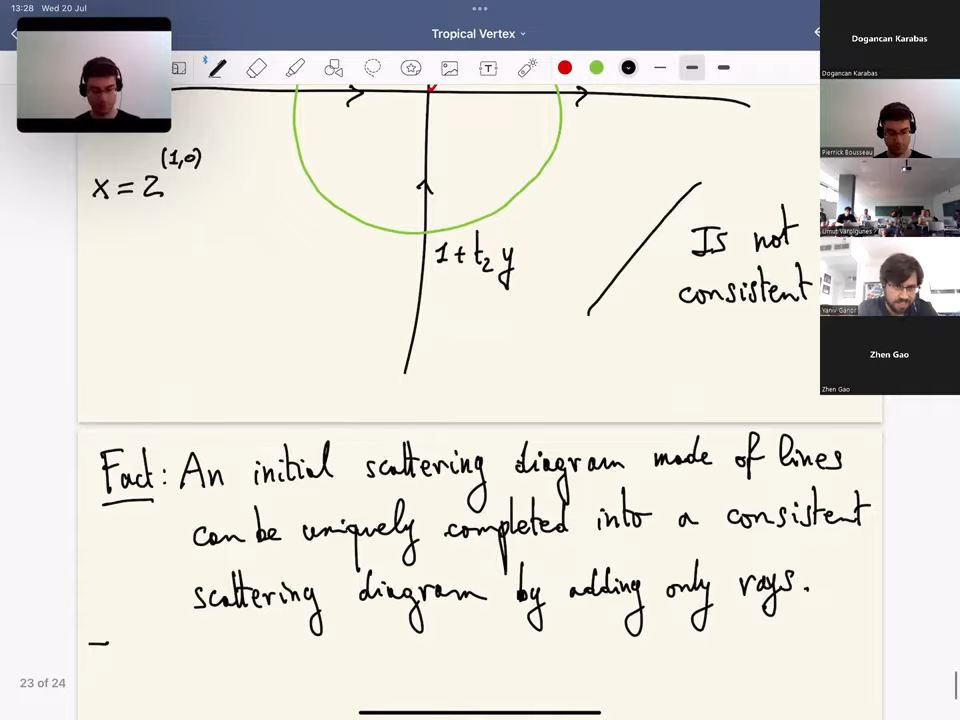 13:28 Wed 20 Jul
Tropical Vertex
Dogancan Karabas
Dogancan Karabas
Pierrick Bousseau
Umut Varolgunes
Yaniv Ganor
Zhen Gao
Zhen Gao
x = z^(1,0)
1 + t₂ y
Is not
consistent
Fact: An initial scattering diagram made of lines
can be uniquely completed into a consistent
scattering diagram by adding only rays.
23 of 24